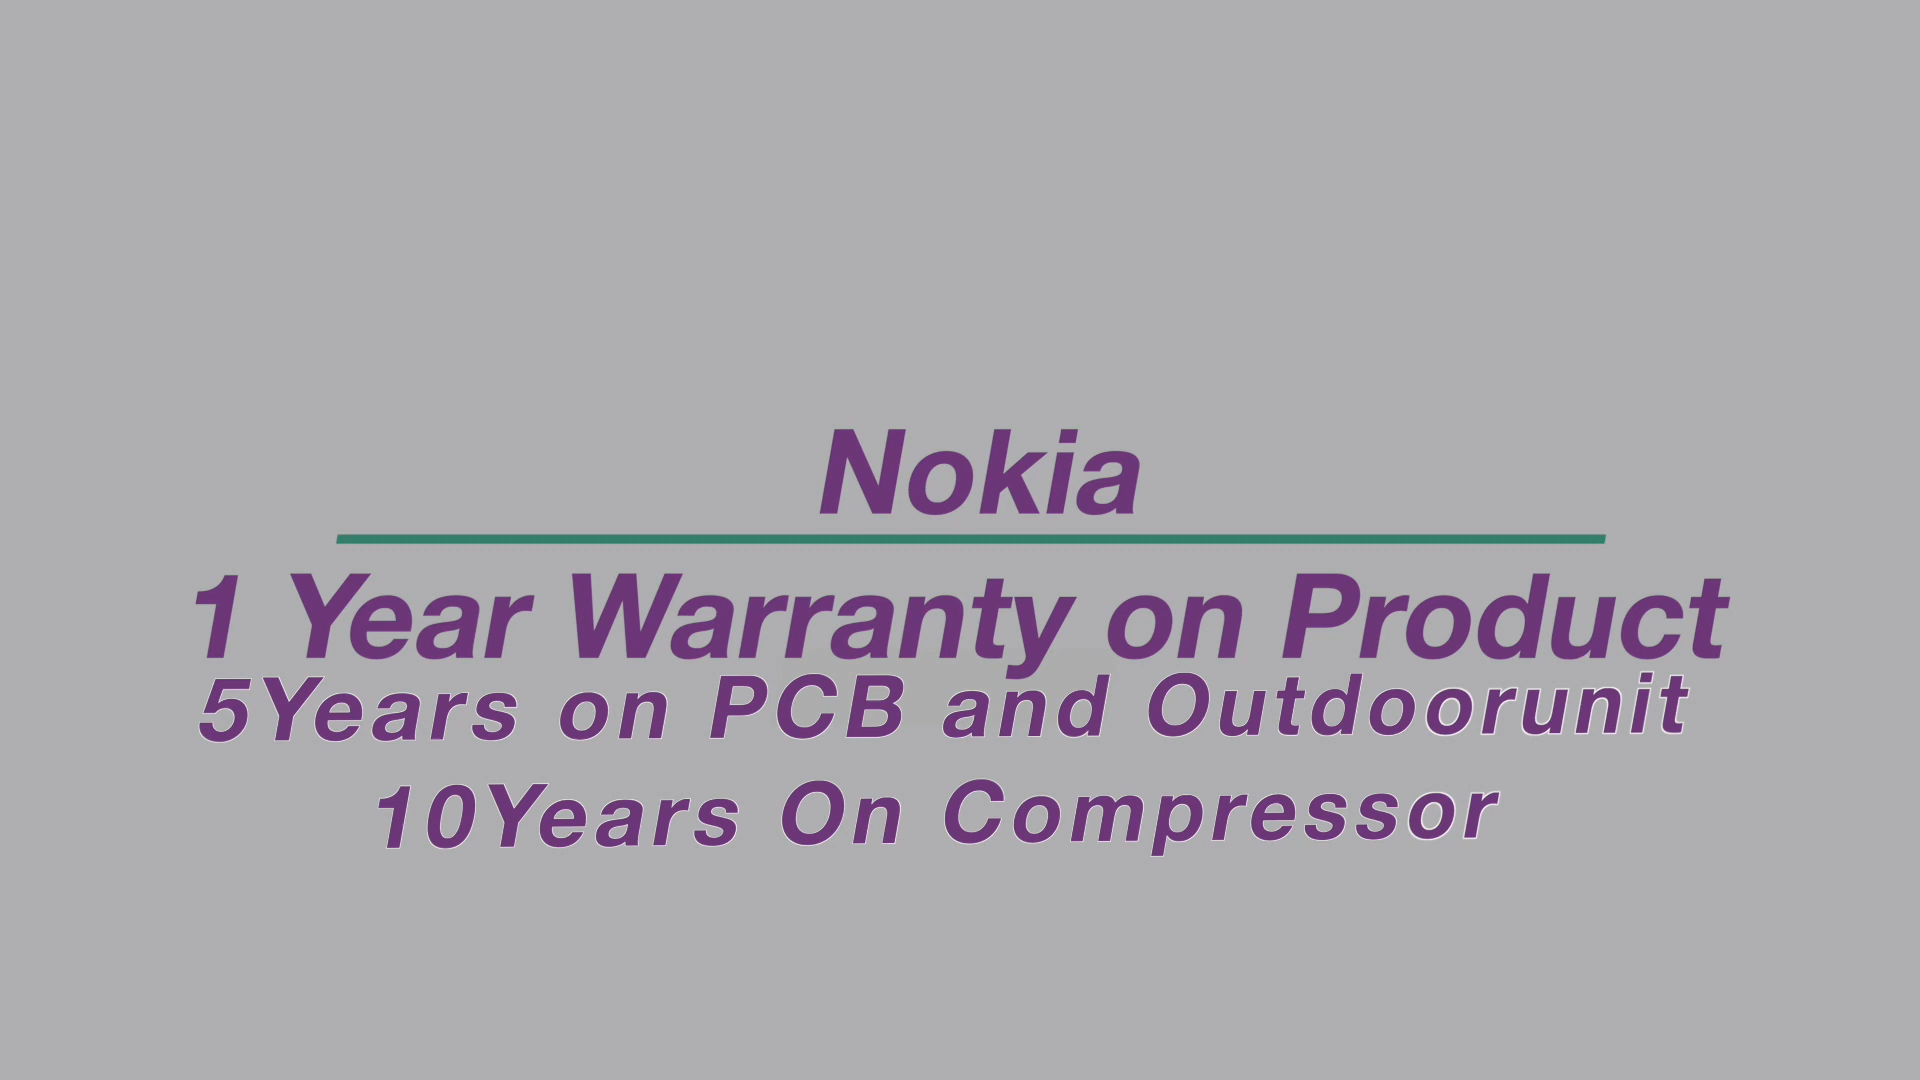 Nokia
1 Year Warranty on Product
5Years on PCB and Outdoorunit
10Years On Compressor